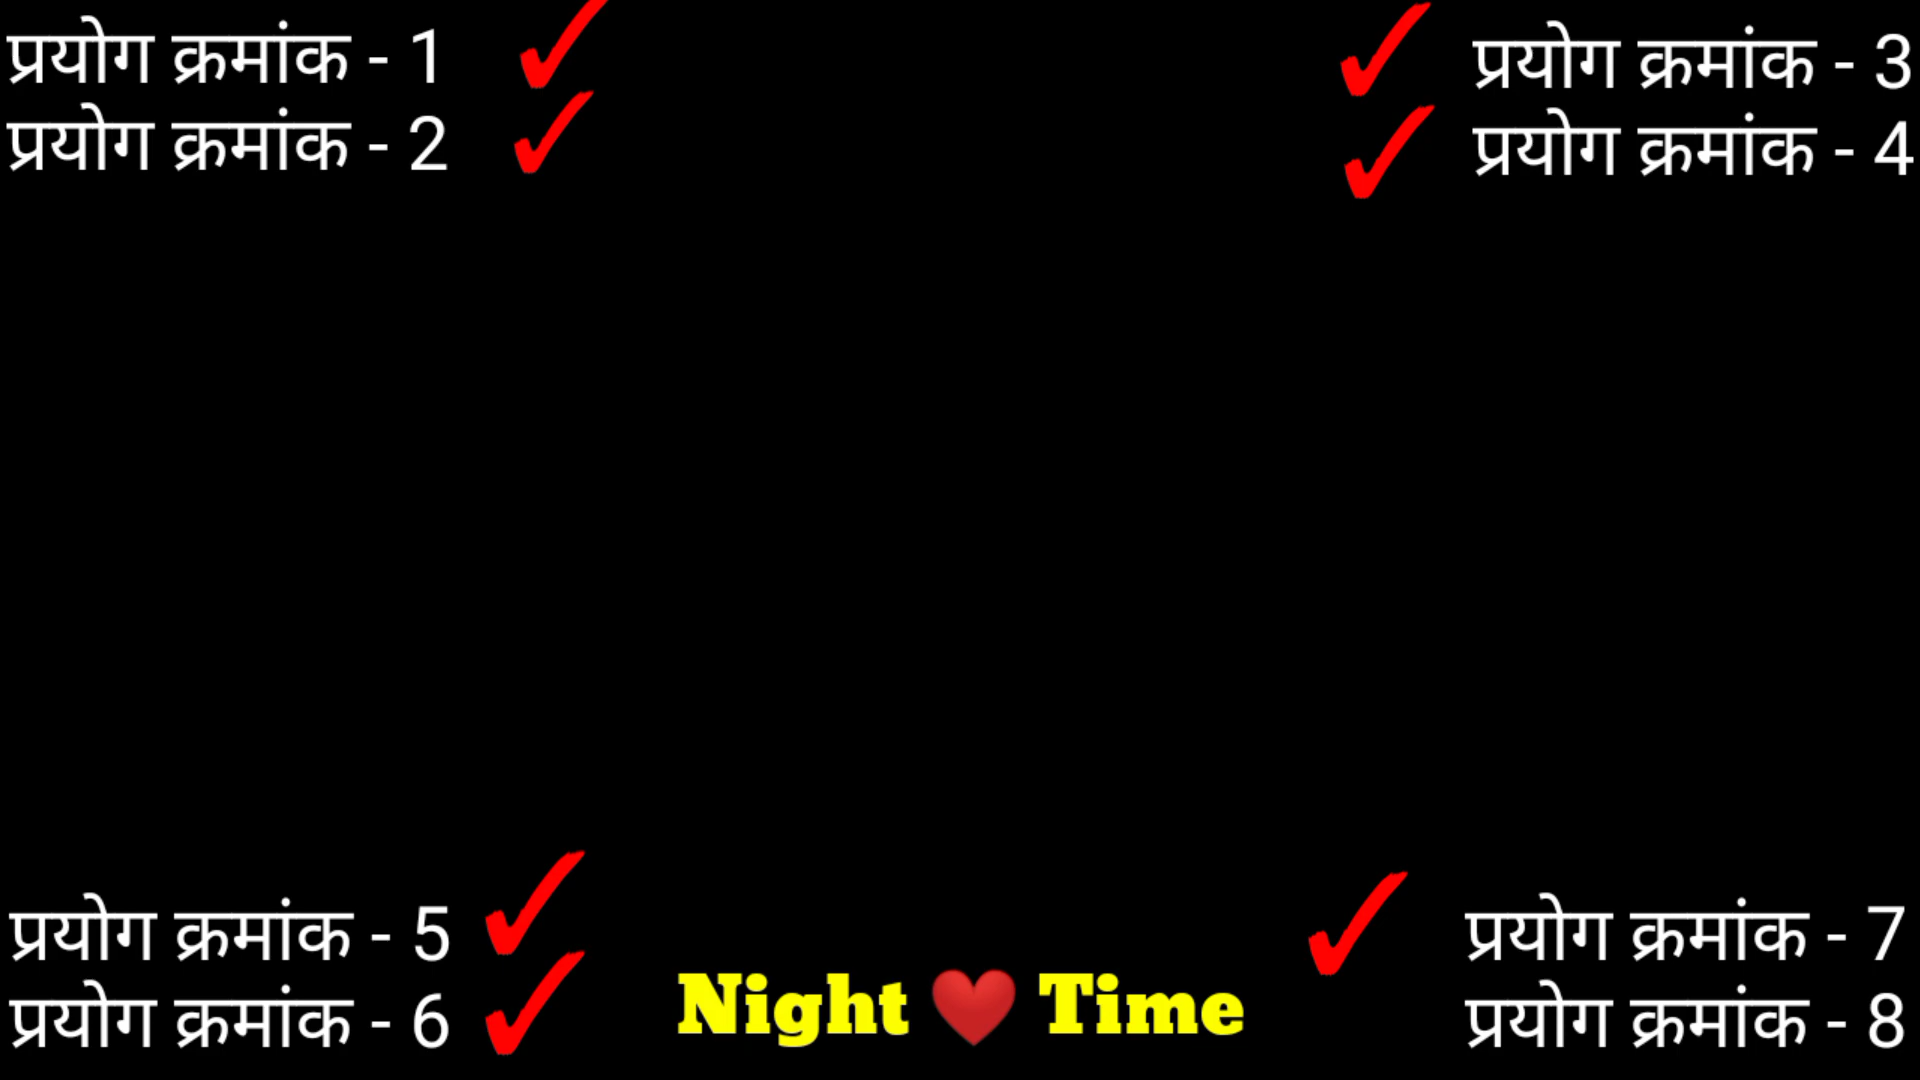 प्रयोग क्रमांक - 1
प्रयोग क्रमांक - 2
प्रयोग क्रमांक - 3
प्रयोग क्रमांक - 4
प्रयोग क्रमांक - 5
प्रयोग क्रमांक - 6
Night ❤️ Time
प्रयोग क्रमांक - 7
प्रयोग क्रमांक - 8